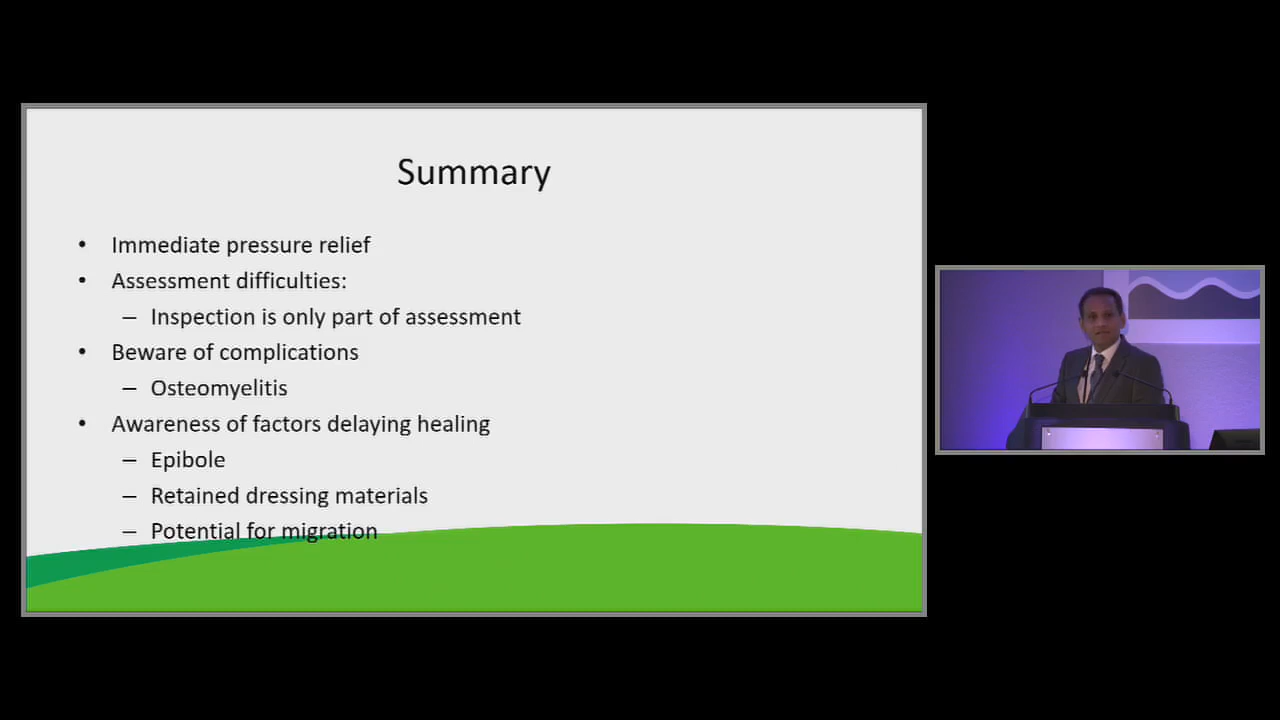 Summary
• Immediate pressure relief
• Assessment difficulties:
– Inspection is only part of assessment
• Beware of complications
– Osteomyelitis
• Awareness of factors delaying healing
– Epibole
– Retained dressing materials
– Potential for migration